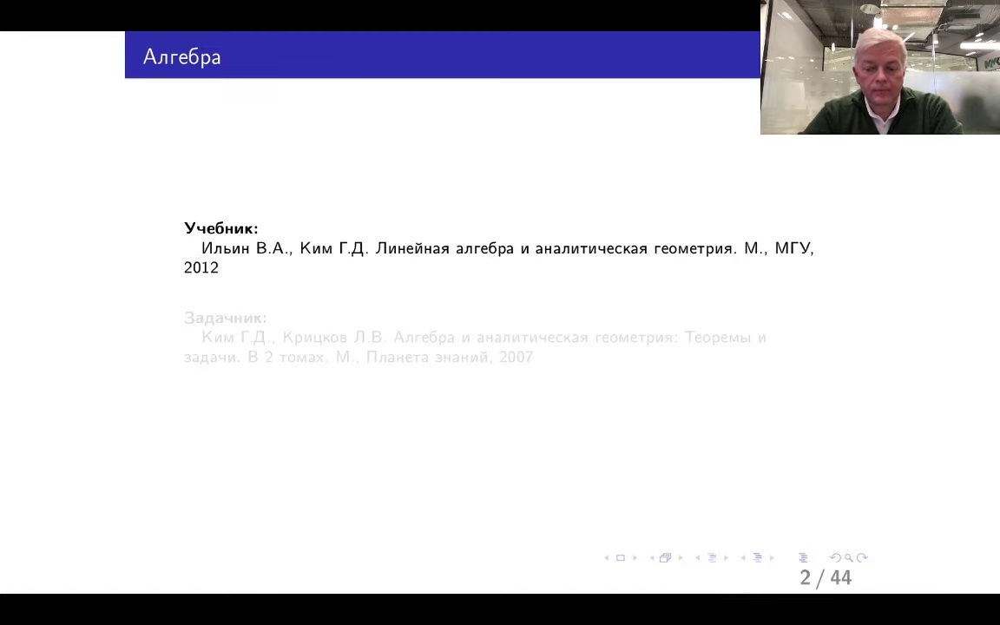 Алгебра
Учебник:
Ильин В.А., Ким Г.Д. Линейная алгебра и аналитическая геометрия. М., МГУ,
2012
Задачник:
Ким Г.Д., Крицков Л.В. Алгебра и аналитическая геометрия: Теоремы и
задачи. В 2 томах. М., Планета знаний, 2007
2 / 44